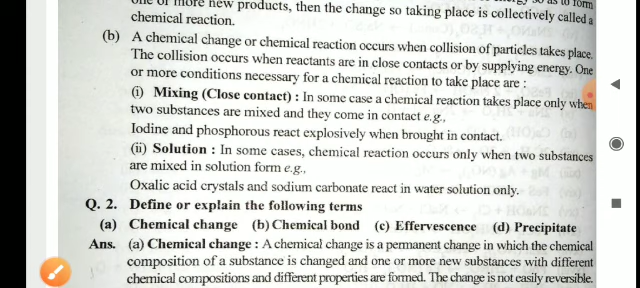 one or more new products, then the change so taking place is collectively called a
chemical reaction.
(b) A chemical change or chemical reaction occurs when collision of particles takes place.
The collision occurs when reactants are in close contacts or by supplying energy. One
or more conditions necessary for a chemical reaction to take place are :
(i) Mixing (Close contact) : In some case a chemical reaction takes place only when
two substances are mixed and they come in contact e.g.,
Iodine and phosphorous react explosively when brought in contact.
(ii) Solution : In some cases, chemical reaction occurs only when two substances
are mixed in solution form e.g.,
Oxalic acid crystals and sodium carbonate react in water solution only.
Q. 2. Define or explain the following terms
(a) Chemical change (b) Chemical bond (c) Effervescence (d) Precipitate
Ans. (a) Chemical change : A chemical change is a permanent change in which the chemical
composition of a substance is changed and one or more new substances with different
chemical compositions and different properties are formed. The change is not easily reversible.